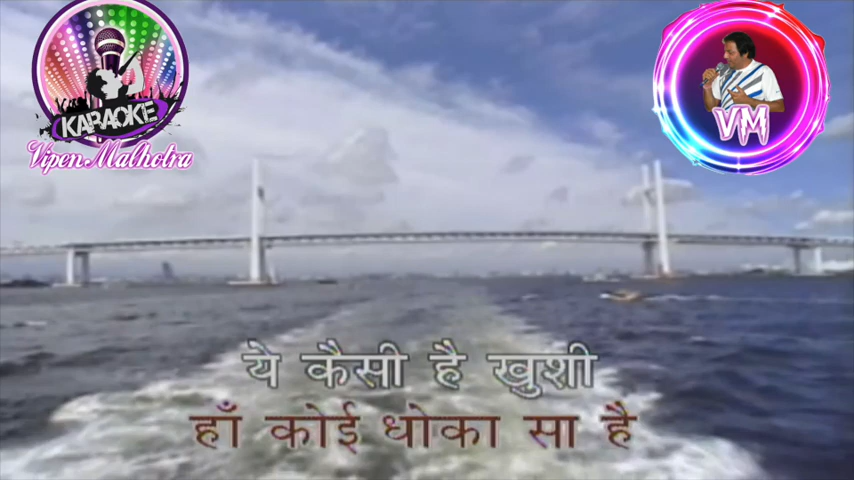 KARAOKE
Vipen Malhotra
VM
ये कैसी है खुशी
हाँ कोई धोका सा है